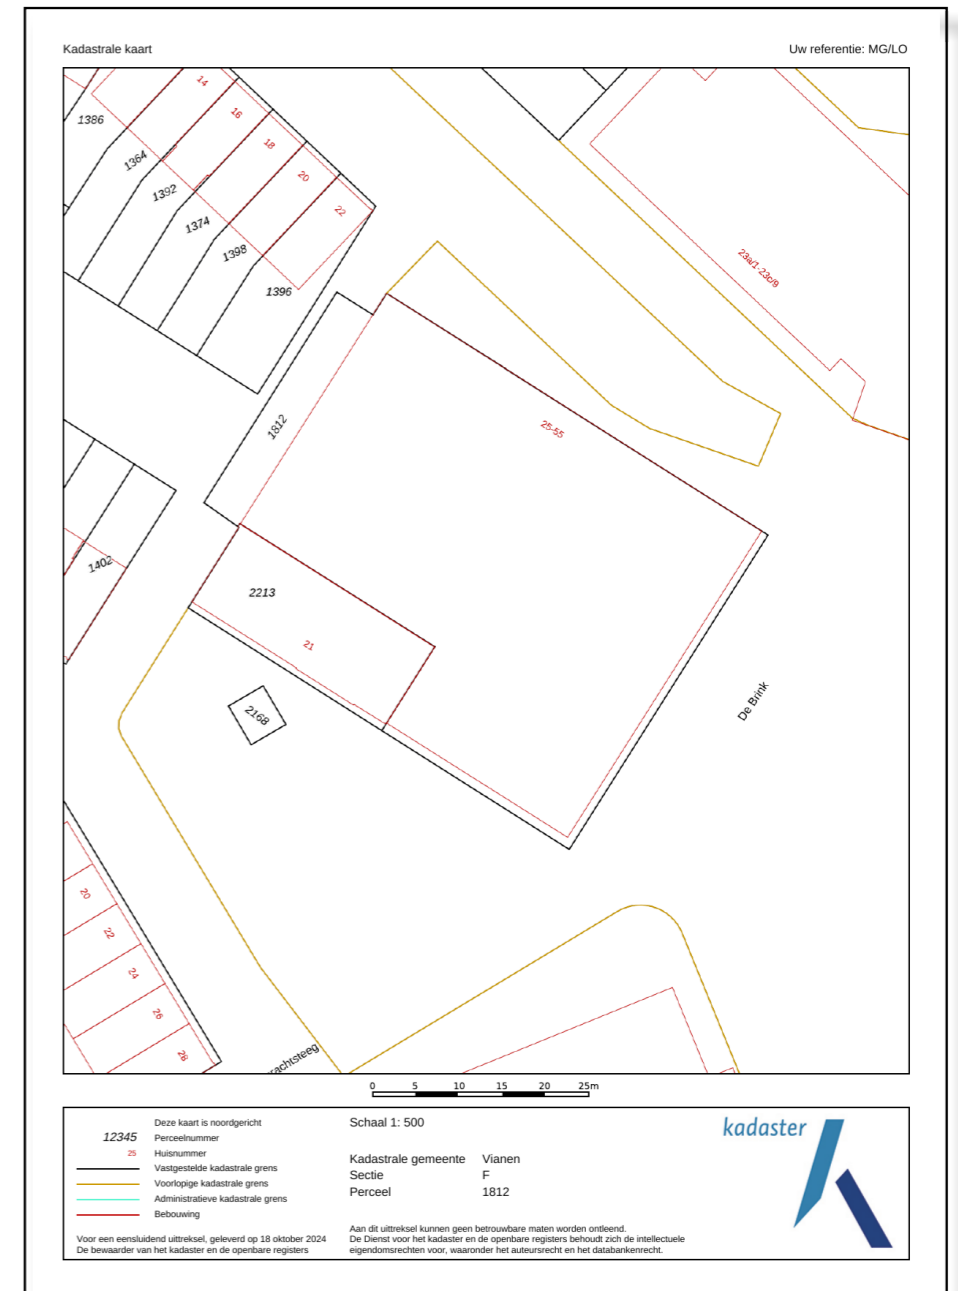 Kadastrale kaart
Uw referentie: MG/LO
14
16
18
20
22
1386
1364
1392
1374
1398
1396
23a/1-23c/9
1812
25-55
1402
2213
21
2168
De Brink
20
22
24
26
28
rachtsteeg
0 5 10 15 20 25m
Deze kaart is noordgericht
12345 Perceelnummer
25 Huisnummer
Vastgestelde kadastrale grens
Voorlopige kadastrale grens
Administratieve kadastrale grens
Bebouwing
Voor een eensluidend uittreksel, geleverd op 18 oktober 2024
De bewaarder van het kadaster en de openbare registers
Schaal 1: 500
Kadastrale gemeente Vianen
Sectie F
Perceel 1812
Aan dit uittreksel kunnen geen betrouwbare maten worden ontleend.
De Dienst voor het kadaster en de openbare registers behoudt zich de intellectuele
eigendomsrechten voor, waaronder het auteursrecht en het databankenrecht.
kadaster